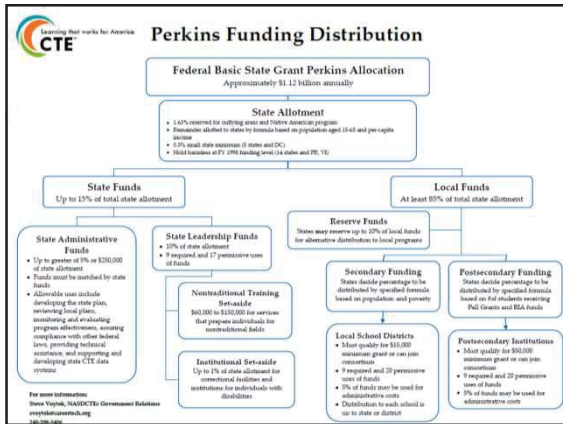 Learning that works for America
CTE
Perkins Funding Distribution
Federal Basic State Grant Perkins Allocation
Approximately $1.12 billion annually
State Allotment
1.63% reserved for outlying areas and Native American program
Remainder allotted to states by formula based on population aged 15-65 and per-capita
income
0.5% small state minimum (8 states and DC)
Hold harmless at FY 1998 funding level (14 states and PR, VI)
State Funds
Up to 15% of total state allotment
Local Funds
At least 85% of total state allotment
State Administrative
Funds
Up to greater of 5% or $250,000
of state allotment
Funds must be matched by state
funds
Allowable uses include
developing the state plan,
reviewing local plans,
monitoring and evaluating
program effectiveness, assuring
compliance with other federal
laws, providing technical
assistance, and supporting and
developing state CTE data
systems
State Leadership Funds
10% of state allotment
9 required and 17 permissive uses
of funds
Nontraditional Training
Set-aside
$60,000 to $150,000 for services
that prepare individuals for
nontraditional fields
Institutional Set-aside
Up to 1% of state allotment for
correctional facilities and
institutions for individuals with
disabilities
Reserve Funds
States may reserve up to 10% of local funds
for alternative distribution to local programs
Secondary Funding
States decide percentage to be
distributed by specified formula
based on population and poverty
Local School Districts
Must qualify for $15,000
minimum grant or can join
consortium
9 required and 20 permissive
uses of funds
5% of funds may be used for
administrative costs
Distribution to each school is
up to state or district
Postsecondary Funding
States decide percentage to be
distributed by specified formula
based on # of students receiving
Pell Grants and BIA funds
Postsecondary Institutions
Must qualify for $50,000
minimum grant or can join
consortium
9 required and 20 permissive
uses of funds
5% of funds may be used for
administrative costs
For more information:
Steve Voytek, NASDCTEc Government Relations
svoytek@careertech.org